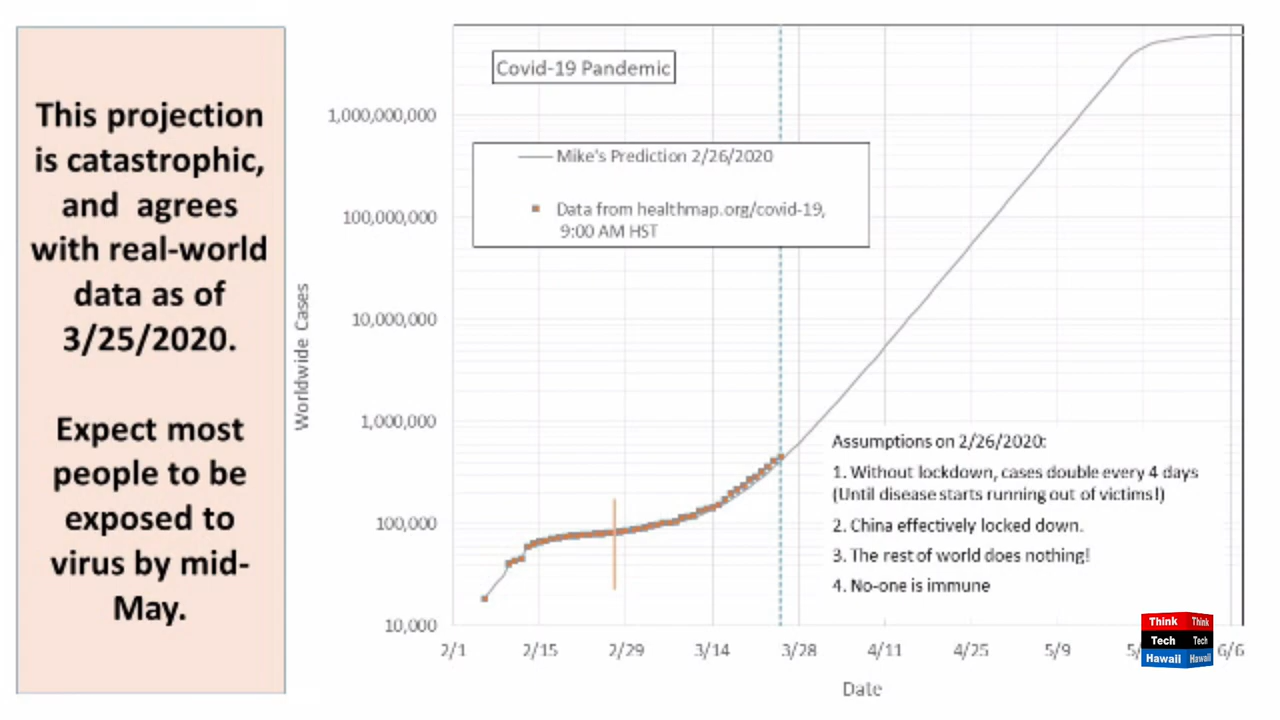 This projection
is catastrophic,
and agrees
with real-world
data as of
3/25/2020.
Expect most
people to be
exposed to
virus by mid-
May.
Covid-19 Pandemic
Mike's Prediction 2/26/2020
Data from healthmap.org/covid-19,
9:00 AM HST
Worldwide Cases
1,000,000,000
100,000,000
10,000,000
1,000,000
100,000
10,000
Assumptions on 2/26/2020:
1. Without lockdown, cases double every 4 days
(Until disease starts running out of victims!)
2. China effectively locked down.
3. The rest of world does nothing!
4. No-one is immune
2/1 2/15 2/29 3/14 3/28 4/11 4/25 5/9 6/6
Date
Think Think
Tech Tech
Hawaii Hawaii